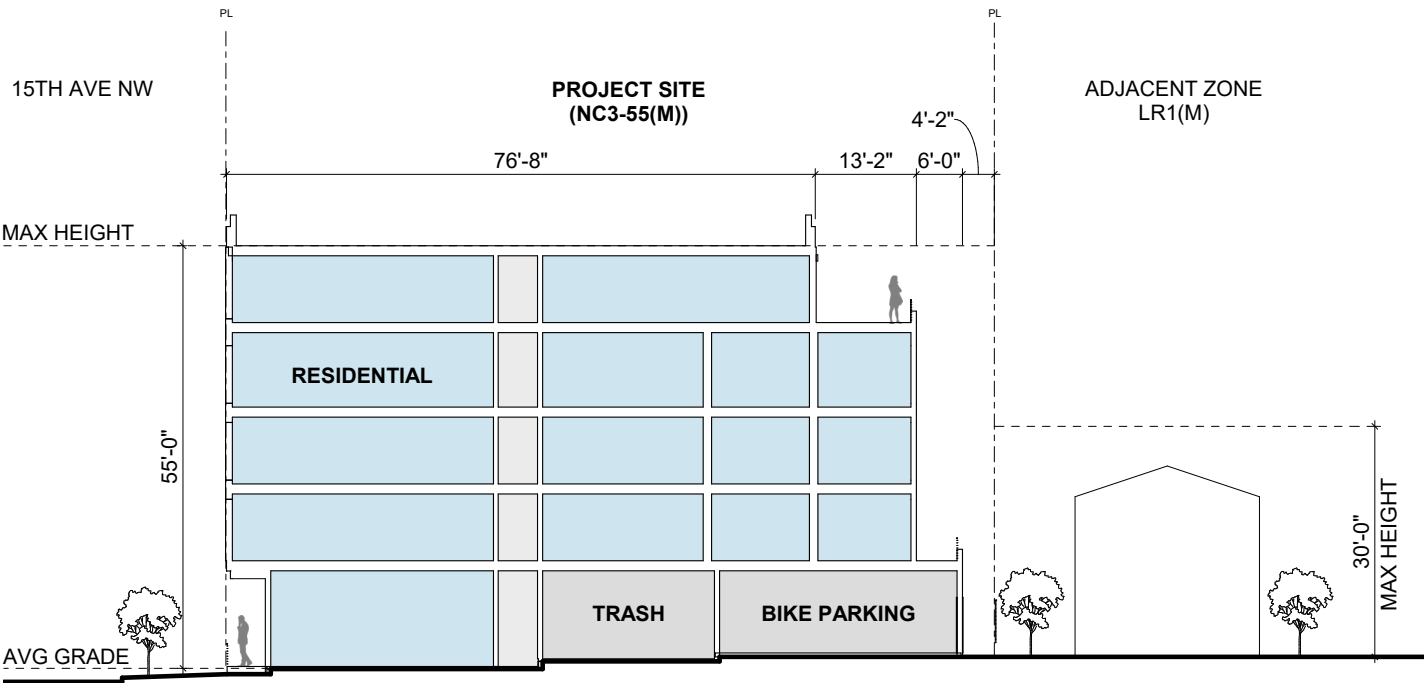 PL
PL
15TH AVE NW
PROJECT SITE
(NC3-55(M))
ADJACENT ZONE
LR1(M)
4'-2"
76'-8"
13'-2"
6'-0"
MAX HEIGHT
RESIDENTIAL
55'-0"
30'-0"
MAX HEIGHT
TRASH
BIKE PARKING
AVG GRADE